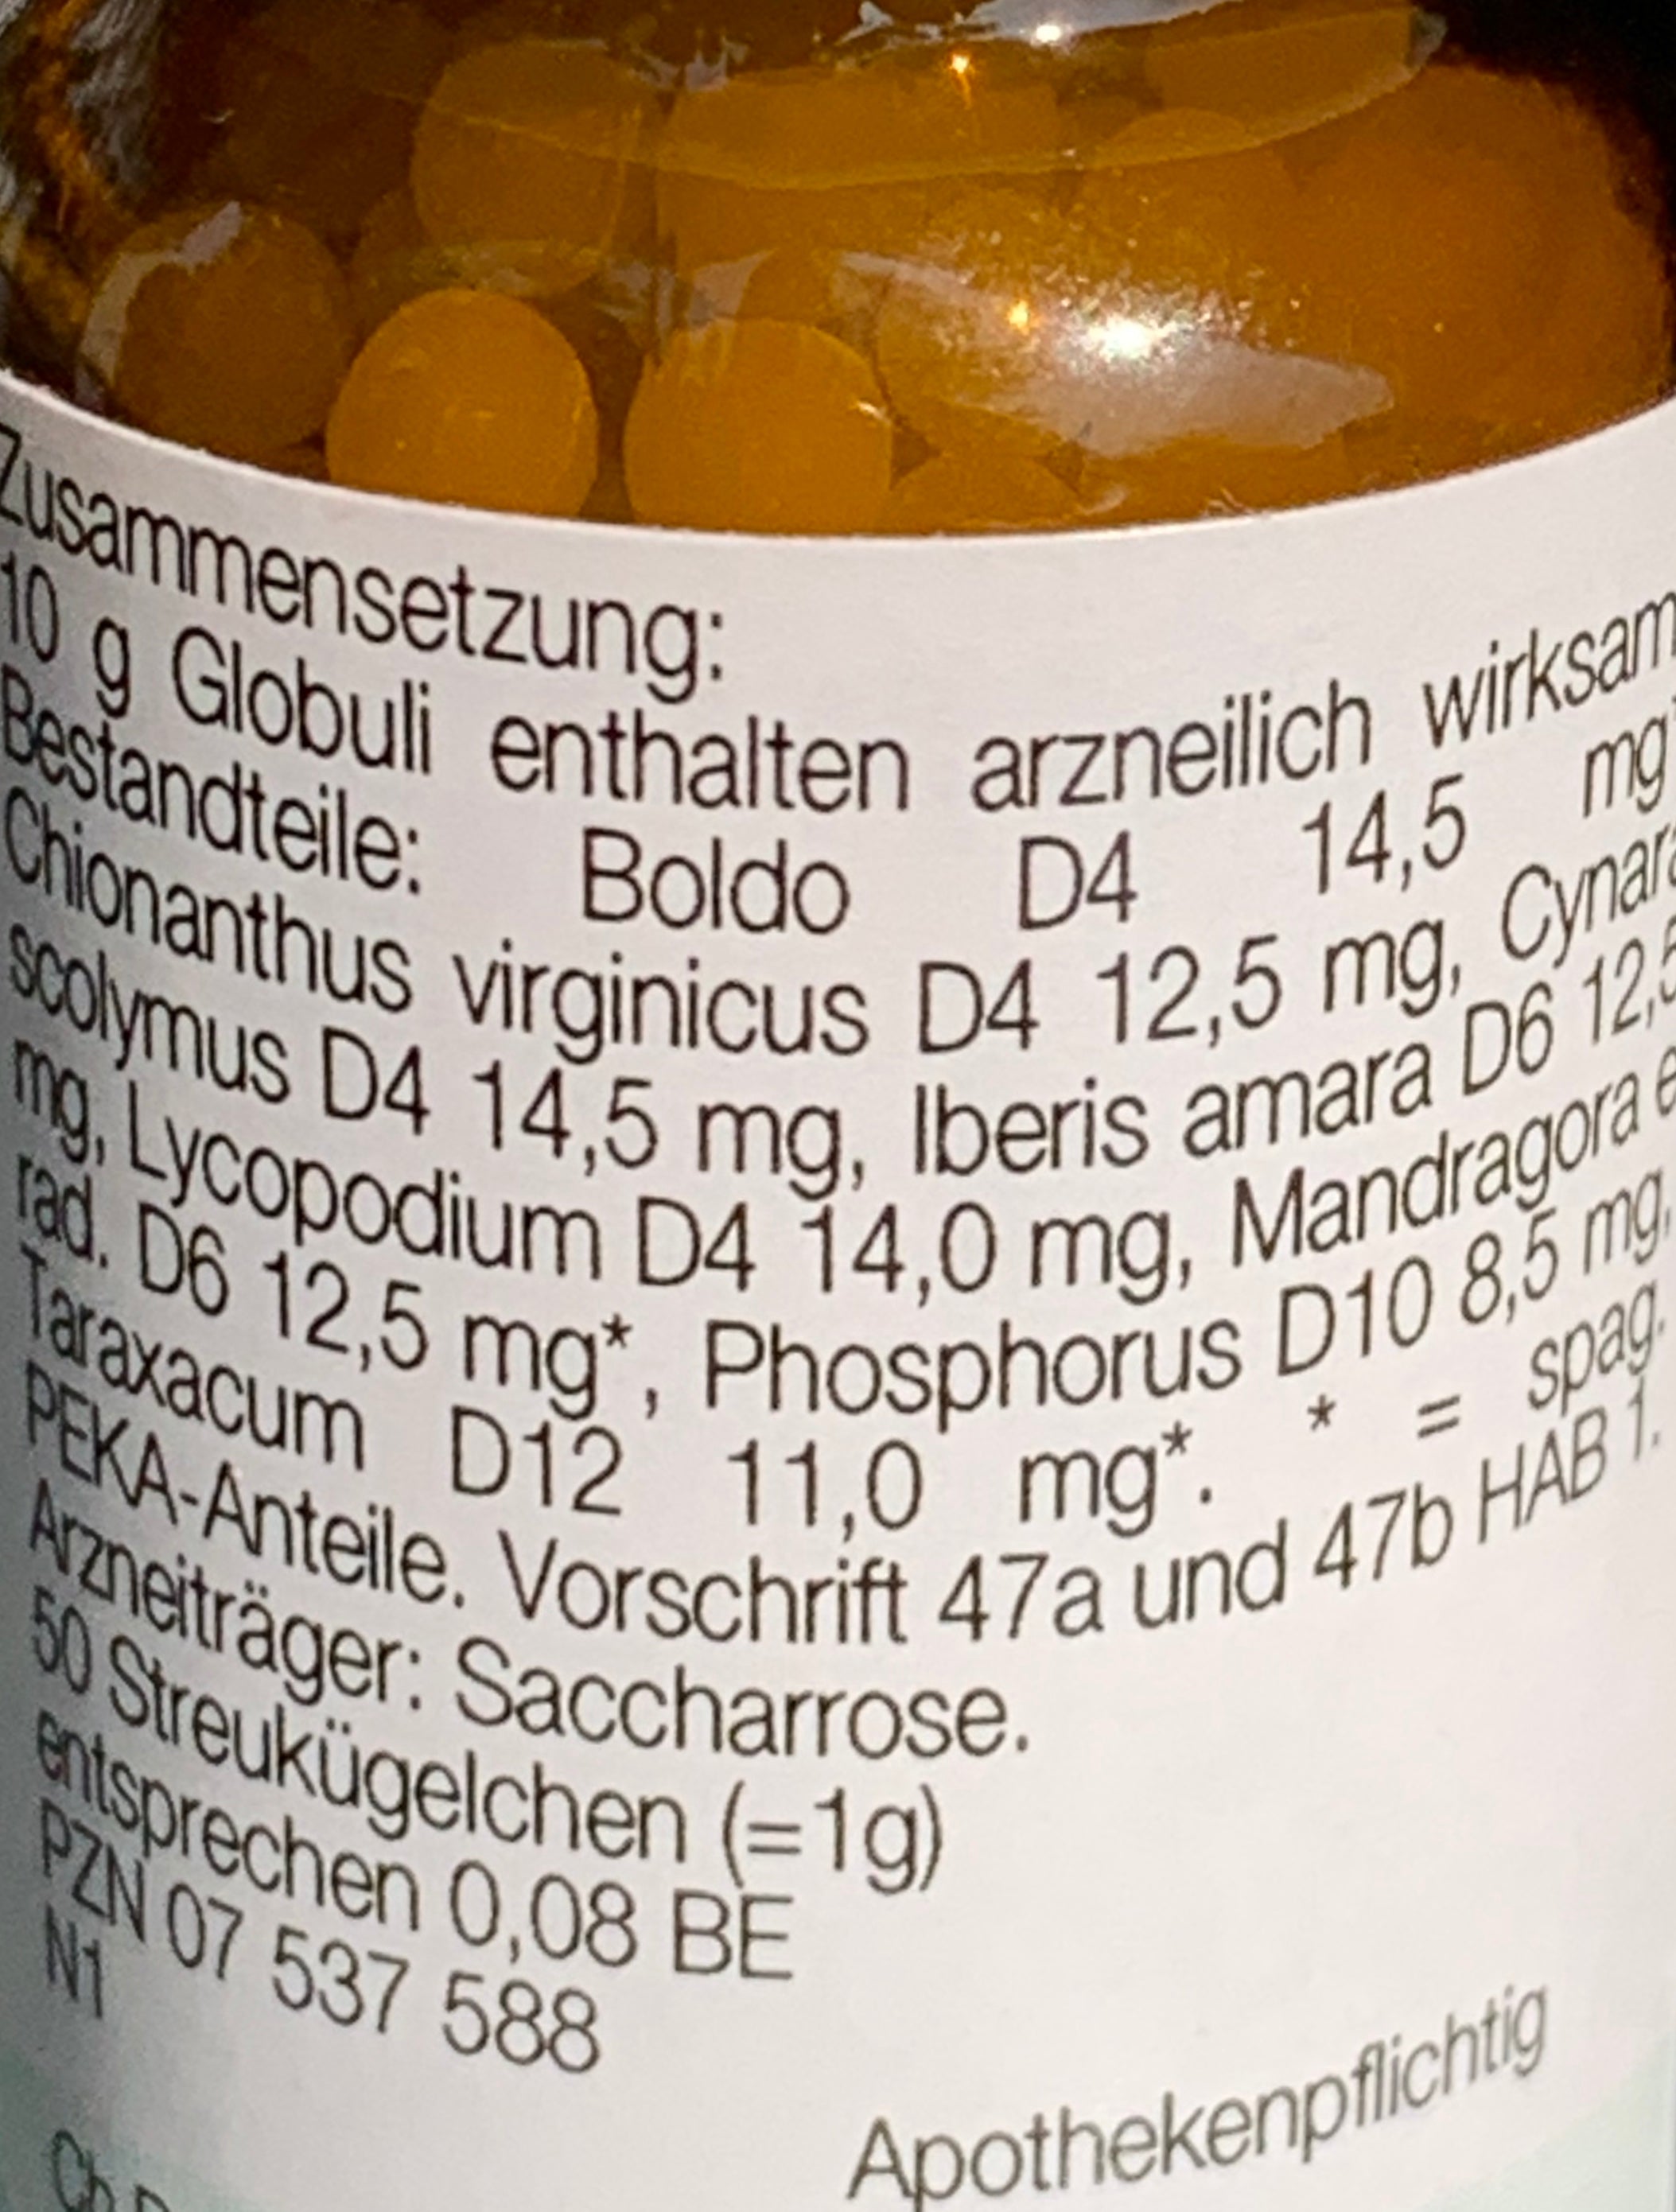 Zusammensetzung:
10 g Globuli enthalten arzneilich wirksam
Bestandteile: Boldo D4 14,5 mg
Chionanthus virginicus D4 12,5 mg, Cynara
scolymus D4 14,5 mg, Iberis amara D6 12,5
mg, Lycopodium D4 14,0 mg, Mandragora e
rad. D6 12,5 mg*, Phosphorus D10 8,5 mg,
Taraxacum D12 11,0 mg*. * = spag.
PEKA-Anteile. Vorschrift 47a und 47b HAB 1.
Arzneiträger: Saccharrose.
50 Streukügelchen (=1g)
entsprechen 0,08 BE
PZN 07 537 588
N1
Apothekenpflichtig